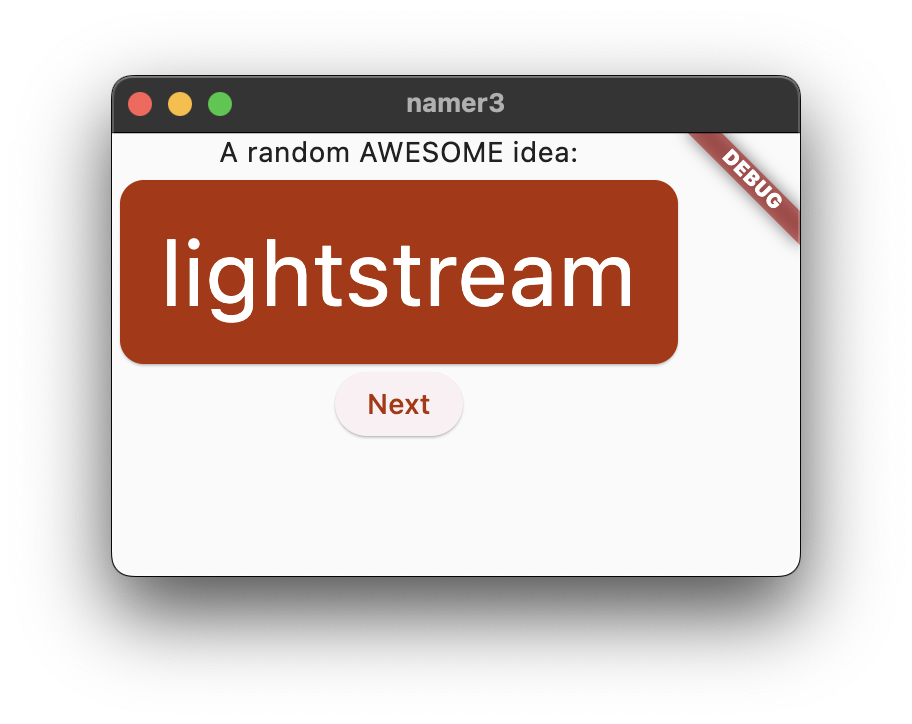 namer3
A random AWESOME idea:
DEBUG
lightstream
Next